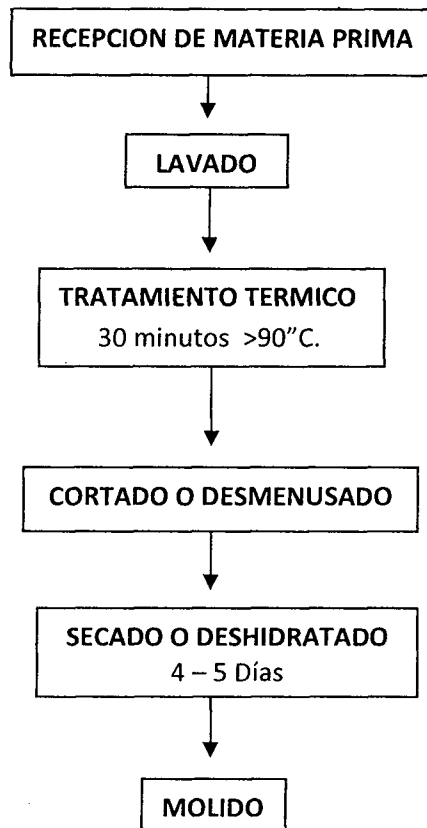 RECEPCION DE MATERIA PRIMA
LAVADO
TRATAMIENTO TERMICO
30 minutos >90"C.
CORTADO O DESMENUSADO
SECADO O DESHIDRATADO
4 – 5 Días
MOLIDO